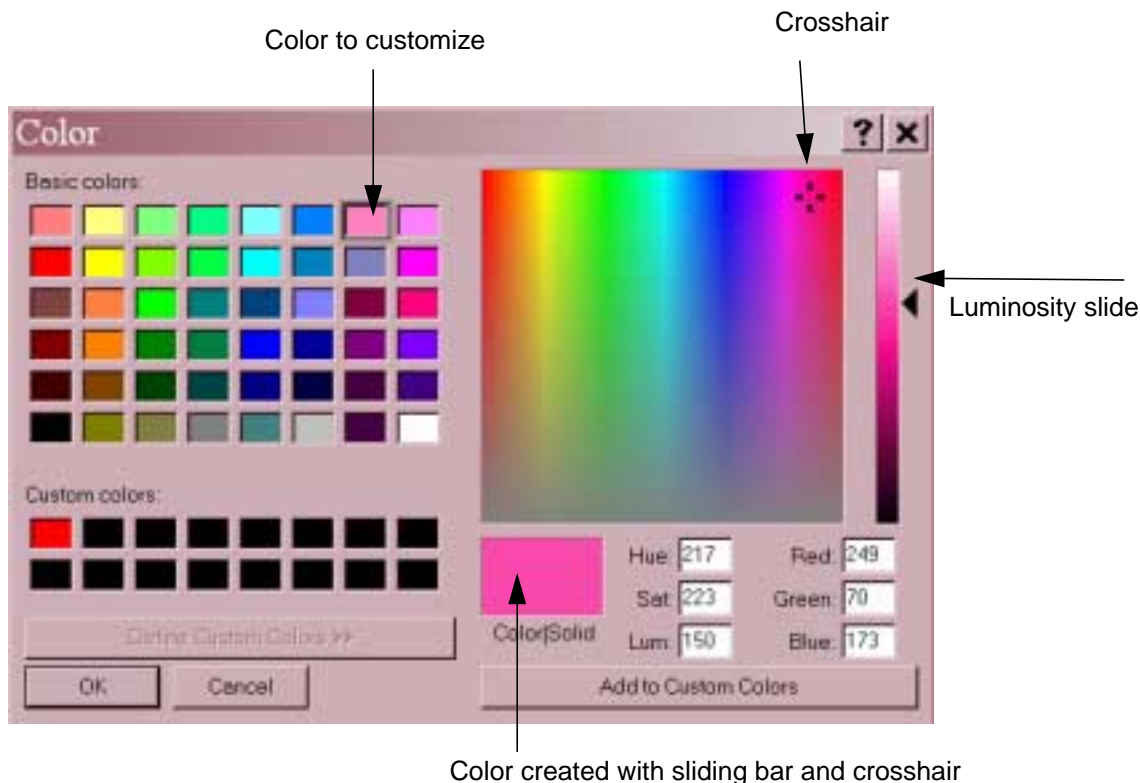 Crosshair
Color to customize
Color
?
Basic colors:
Luminosity slide
Custom colors:
Hue: 217 Red: 249
Sat: 223 Green: 70
Color|Solid
Lum: 150 Blue: 173
Define Custom Colors >>
OK Cancel Add to Custom Colors
Color created with sliding bar and crosshair